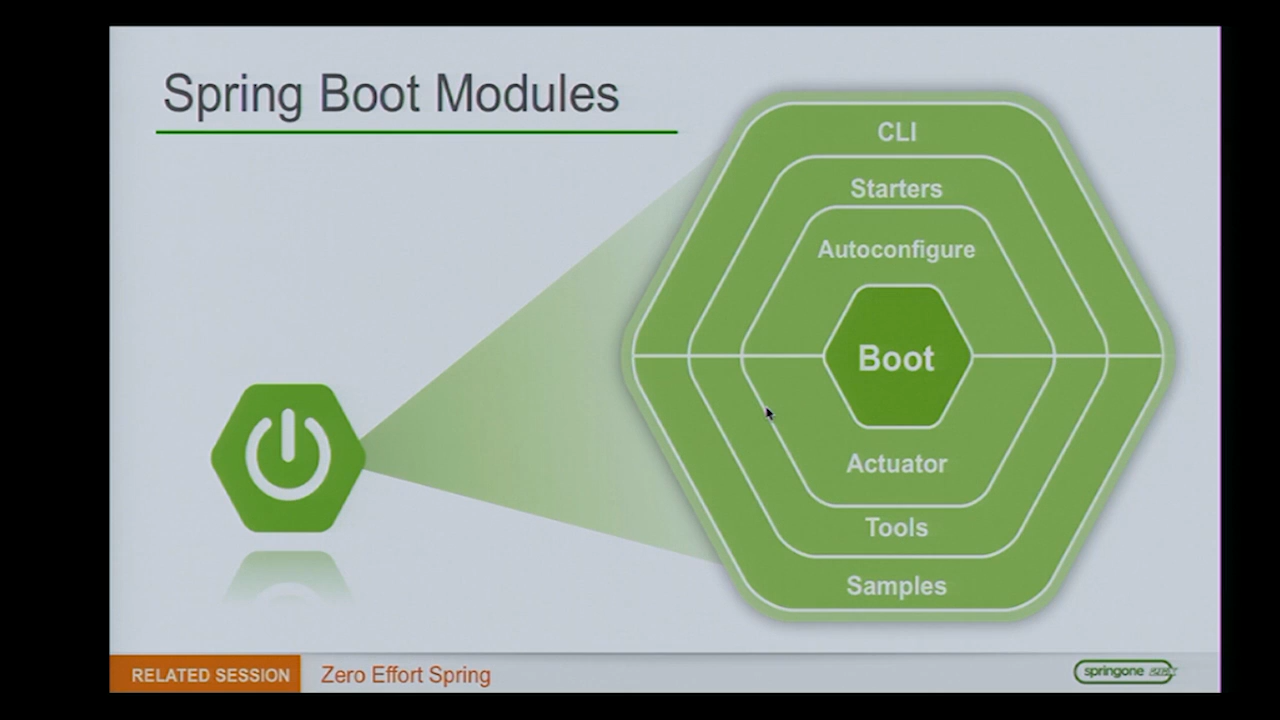 Spring Boot Modules
CLI
Starters
Autoconfigure
Boot
Actuator
Tools
Samples
RELATED SESSION
Zero Effort Spring
springone